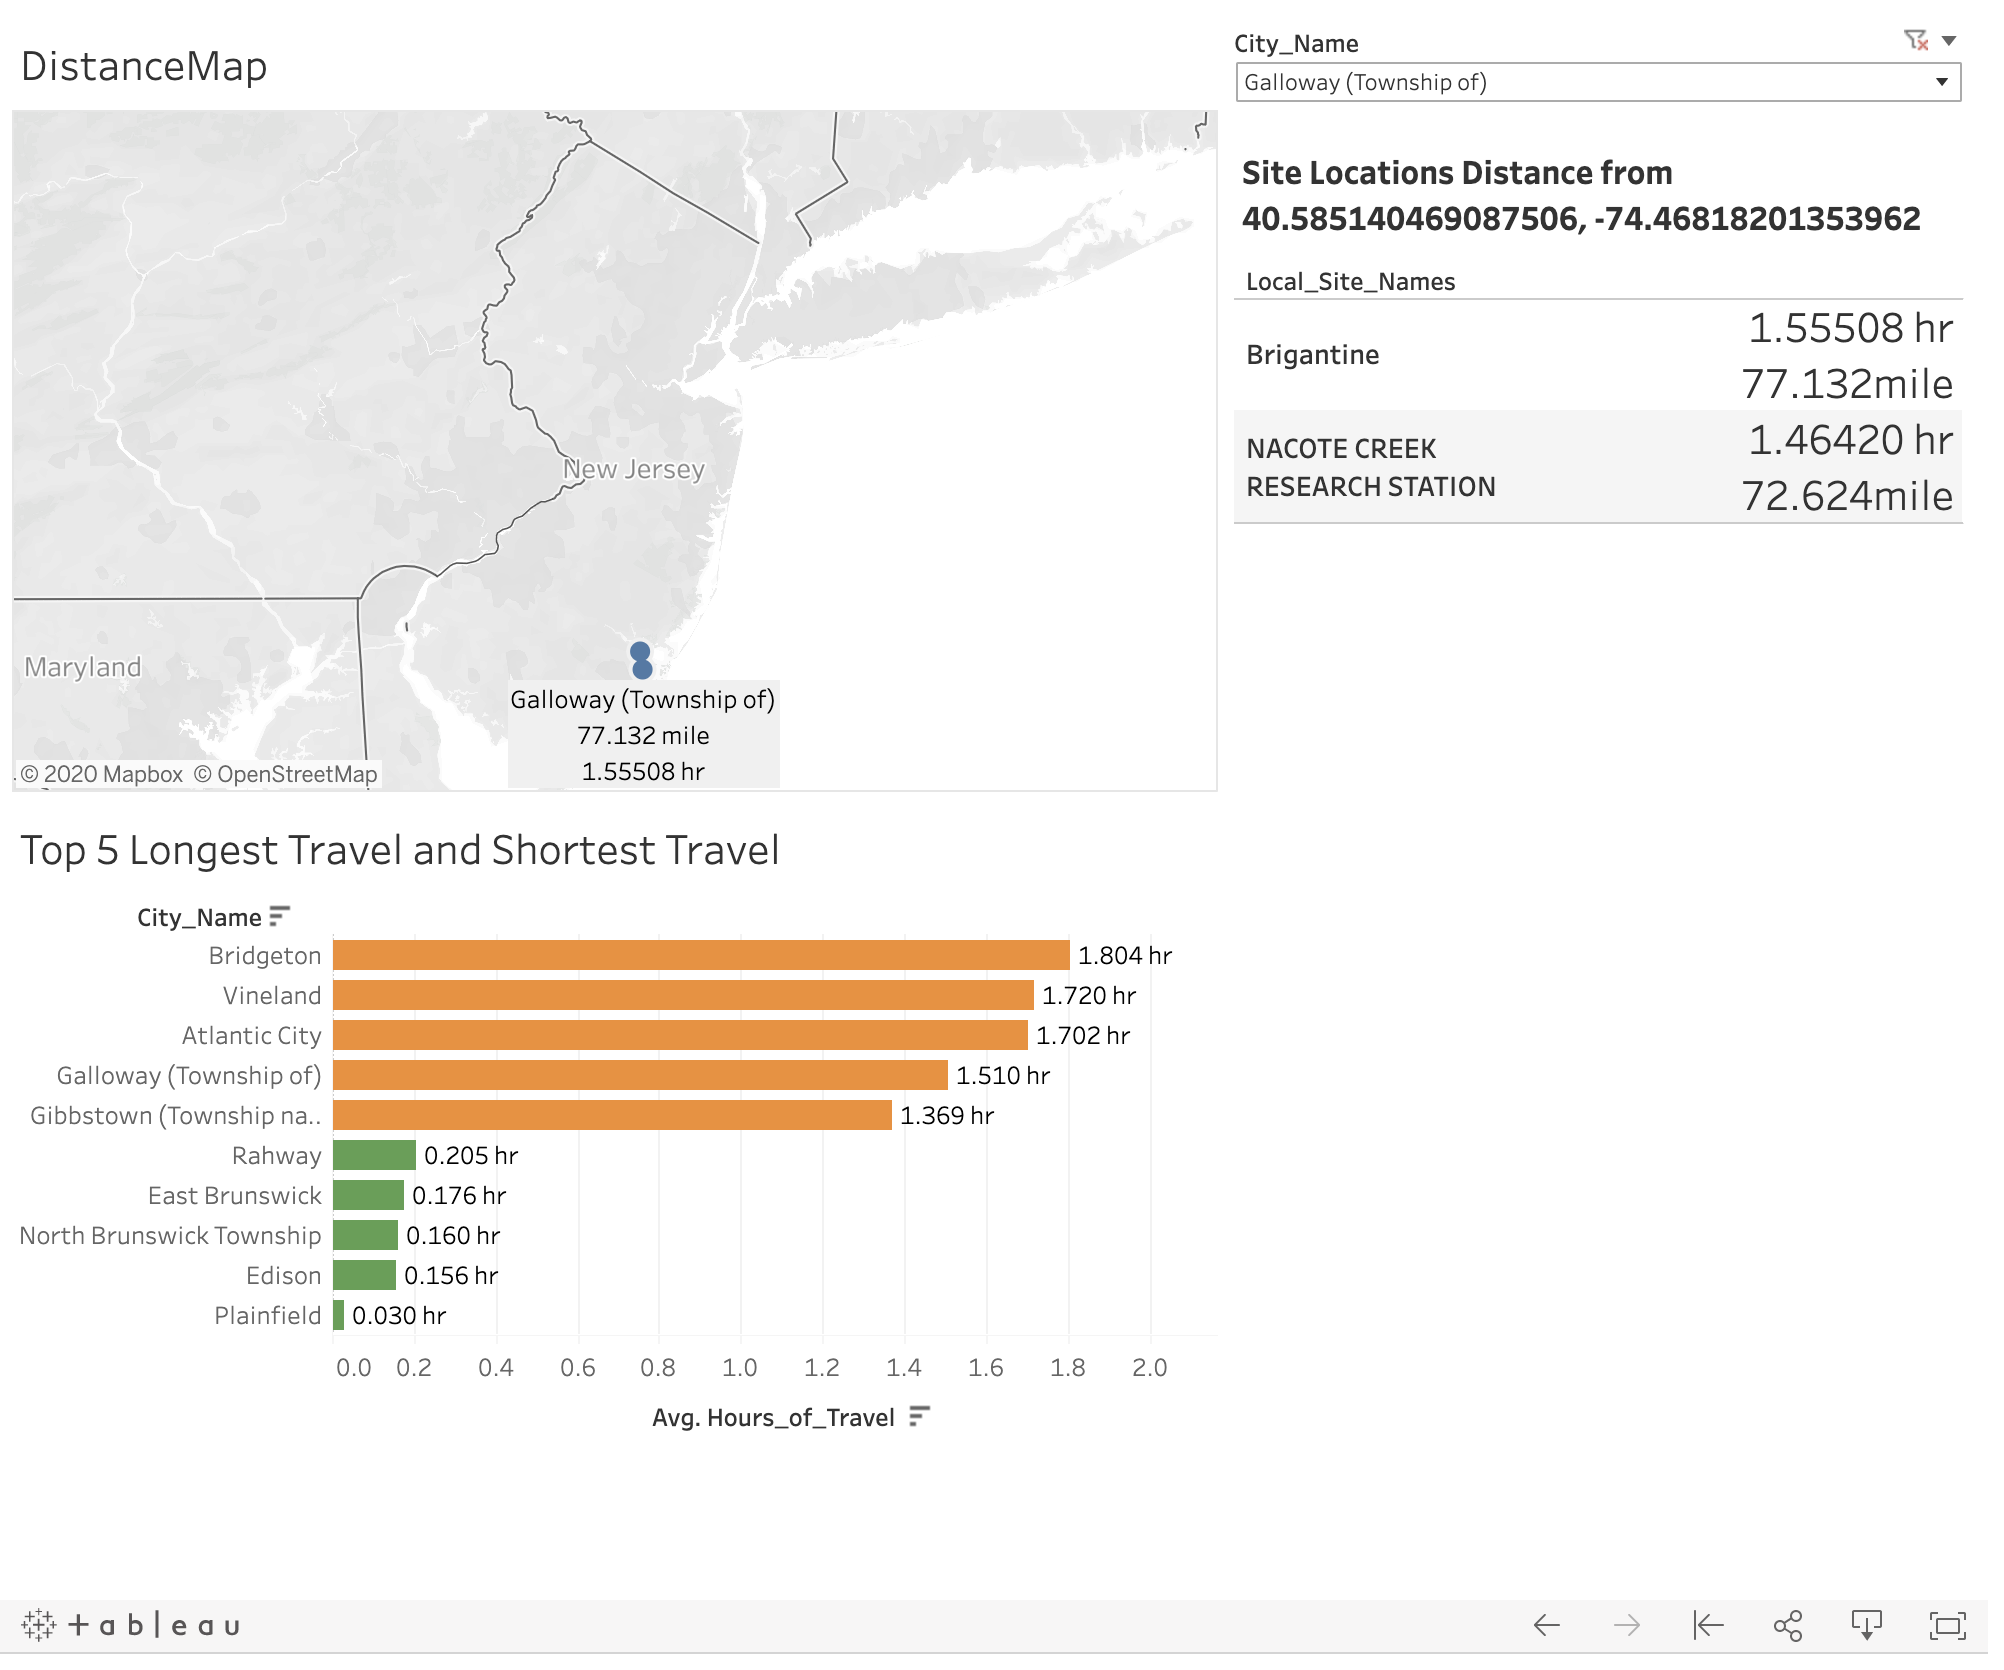 DistanceMap
City_Name
Galloway (Township of)
Site Locations Distance from
40.585140469087506, -74.46818201353962
Local_Site_Names
Brigantine
1.55508 hr
77.132mile
NACOTE CREEK
RESEARCH STATION
1.46420 hr
72.624mile
New Jersey
Maryland
Galloway (Township of)
77.132 mile
1.55508 hr
© 2020 Mapbox © OpenStreetMap
Top 5 Longest Travel and Shortest Travel
City_Name
Bridgeton 1.804 hr
Vineland 1.720 hr
Atlantic City 1.702 hr
Galloway (Township of) 1.510 hr
Gibbstown (Township na.. 1.369 hr
Rahway 0.205 hr
East Brunswick 0.176 hr
North Brunswick Township 0.160 hr
Edison 0.156 hr
Plainfield 0.030 hr
0.0 0.2 0.4 0.6 0.8 1.0 1.2 1.4 1.6 1.8 2.0
Avg. Hours_of_Travel
+ a b | e a u